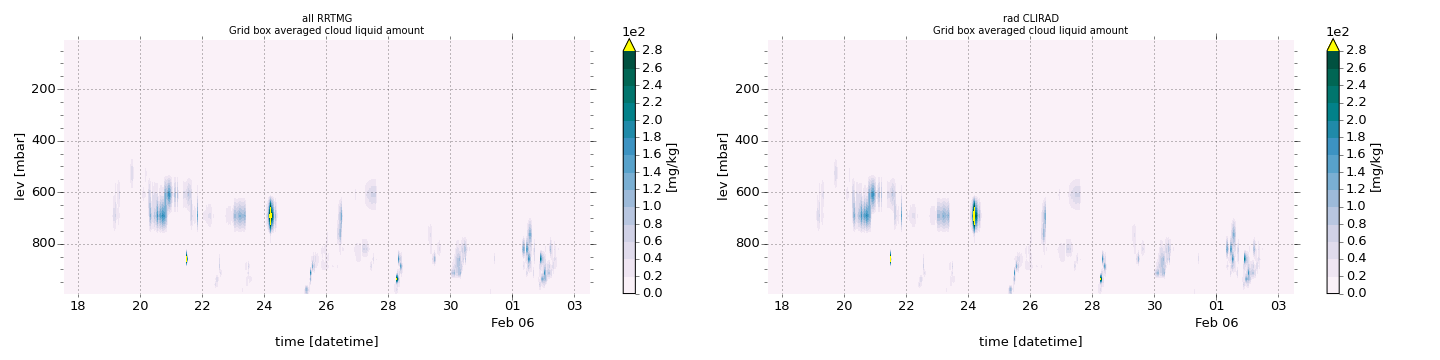 all RRTMG
Grid box averaged cloud liquid amount
1e2
2.8
2.6
2.4
2.2
2.0
1.8
1.6
1.4
1.2
1.0
0.8
0.6
0.4
0.2
0.0
[mg/kg]
200
400
600
800
lev [mbar]
18 20 22 24 26 28 30 01 03
Feb 06
time [datetime]
rad CLIRAD
Grid box averaged cloud liquid amount
1e2
2.8
2.6
2.4
2.2
2.0
1.8
1.6
1.4
1.2
1.0
0.8
0.6
0.4
0.2
0.0
[mg/kg]
200
400
600
800
lev [mbar]
18 20 22 24 26 28 30 01 03
Feb 06
time [datetime]